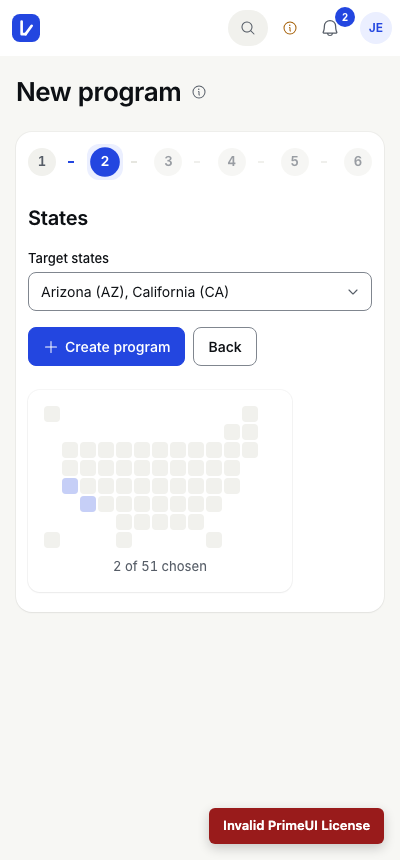 2
JE
New program
1
2
3
4
5
6
States
Target states
Arizona (AZ), California (CA)
Create program
Back
2 of 51 chosen
Invalid PrimeUI License